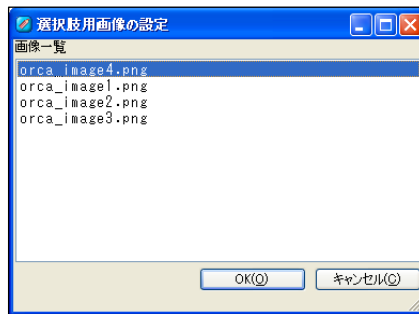 選択肢用画像の設定
画像一覧
orca_image4.png
orca_image1.png
orca_image2.png
orca_image3.png
OK(O) キャンセル(C)